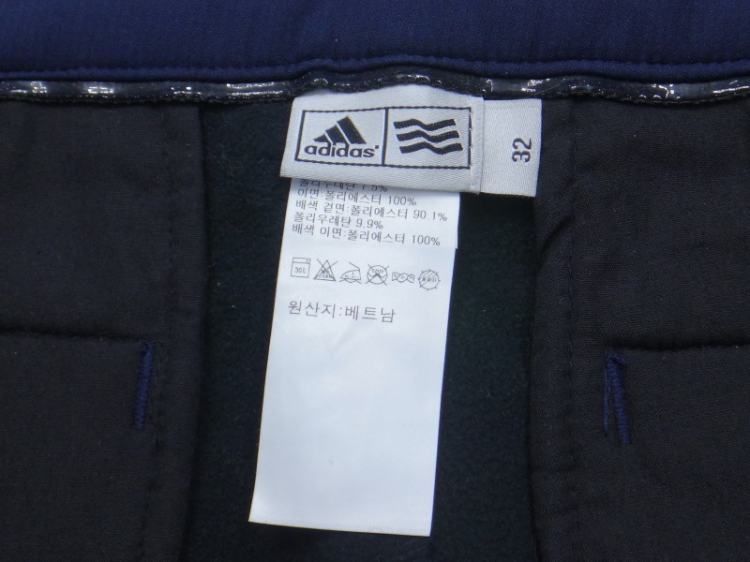 adidas
32
폴리우레탄 7.5%
이면:폴리에스터 100%
배색 겉면:폴리에스터 90.1%
폴리우레탄 9.9%
배색 이면:폴리에스터 100%
원산지:베트남